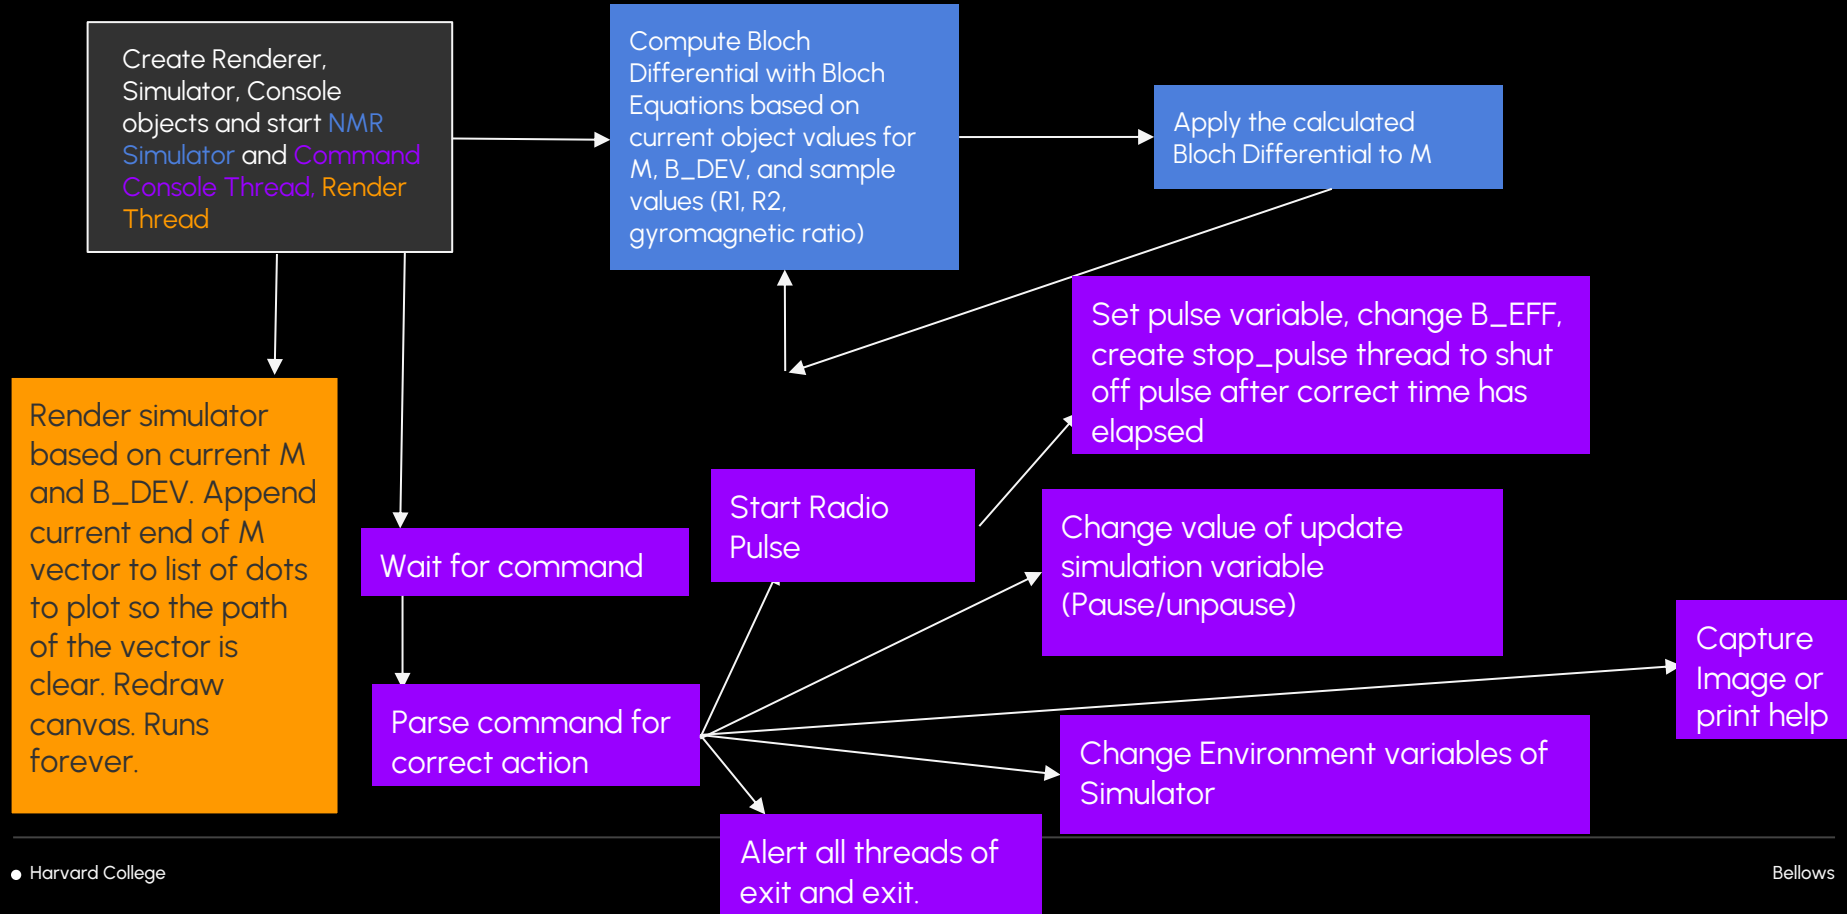 Create Renderer,
Simulator, Console
objects and start NMR
Simulator and Command
Console Thread, Render
Thread
Compute Bloch
Differential with Bloch
Equations based on
current object values for
M, B_DEV, and sample
values (R1, R2,
gyromagnetic ratio)
Apply the calculated
Bloch Differential to M
Set pulse variable, change B_EFF,
create stop_pulse thread to shut
off pulse after correct time has
elapsed
Render simulator
based on current M
and B_DEV. Append
current end of M
vector to list of dots
to plot so the path
of the vector is
clear. Redraw
canvas. Runs
forever.
Wait for command
Start Radio
Pulse
Change value of update
simulation variable
(Pause/unpause)
Capture
Image or
print help
Parse command for
correct action
Change Environment variables of
Simulator
Alert all threads of
exit and exit.
Harvard College
Bellows